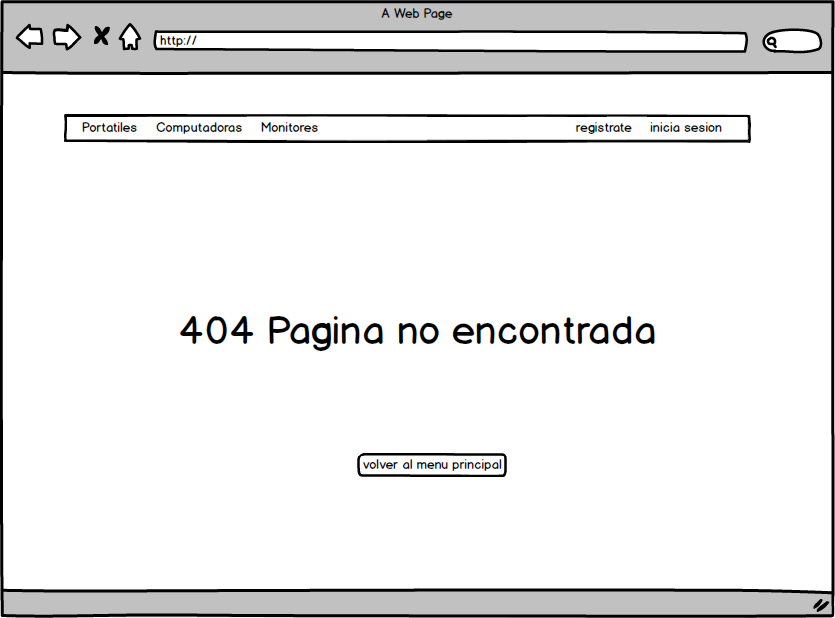 A Web Page
http://
Portatiles Computadoras Monitores registrate inicia sesion
404 Pagina no encontrada
volver al menu principal